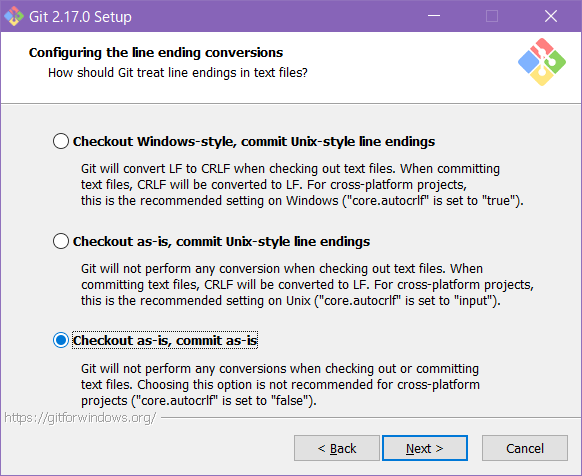 Git 2.17.0 Setup
Configuring the line ending conversions
How should Git treat line endings in text files?
Checkout Windows-style, commit Unix-style line endings
Git will convert LF to CRLF when checking out text files. When committing
text files, CRLF will be converted to LF. For cross-platform projects,
this is the recommended setting on Windows ("core.autocrlf" is set to "true").
Checkout as-is, commit Unix-style line endings
Git will not perform any conversion when checking out text files. When
committing text files, CRLF will be converted to LF. For cross-platform projects,
this is the recommended setting on Unix ("core.autocrlf" is set to "input").
Checkout as-is, commit as-is
Git will not perform any conversions when checking out or committing
text files. Choosing this option is not recommended for cross-platform
projects ("core.autocrlf" is set to "false").
https://gitforwindows.org/
< Back
Next >
Cancel